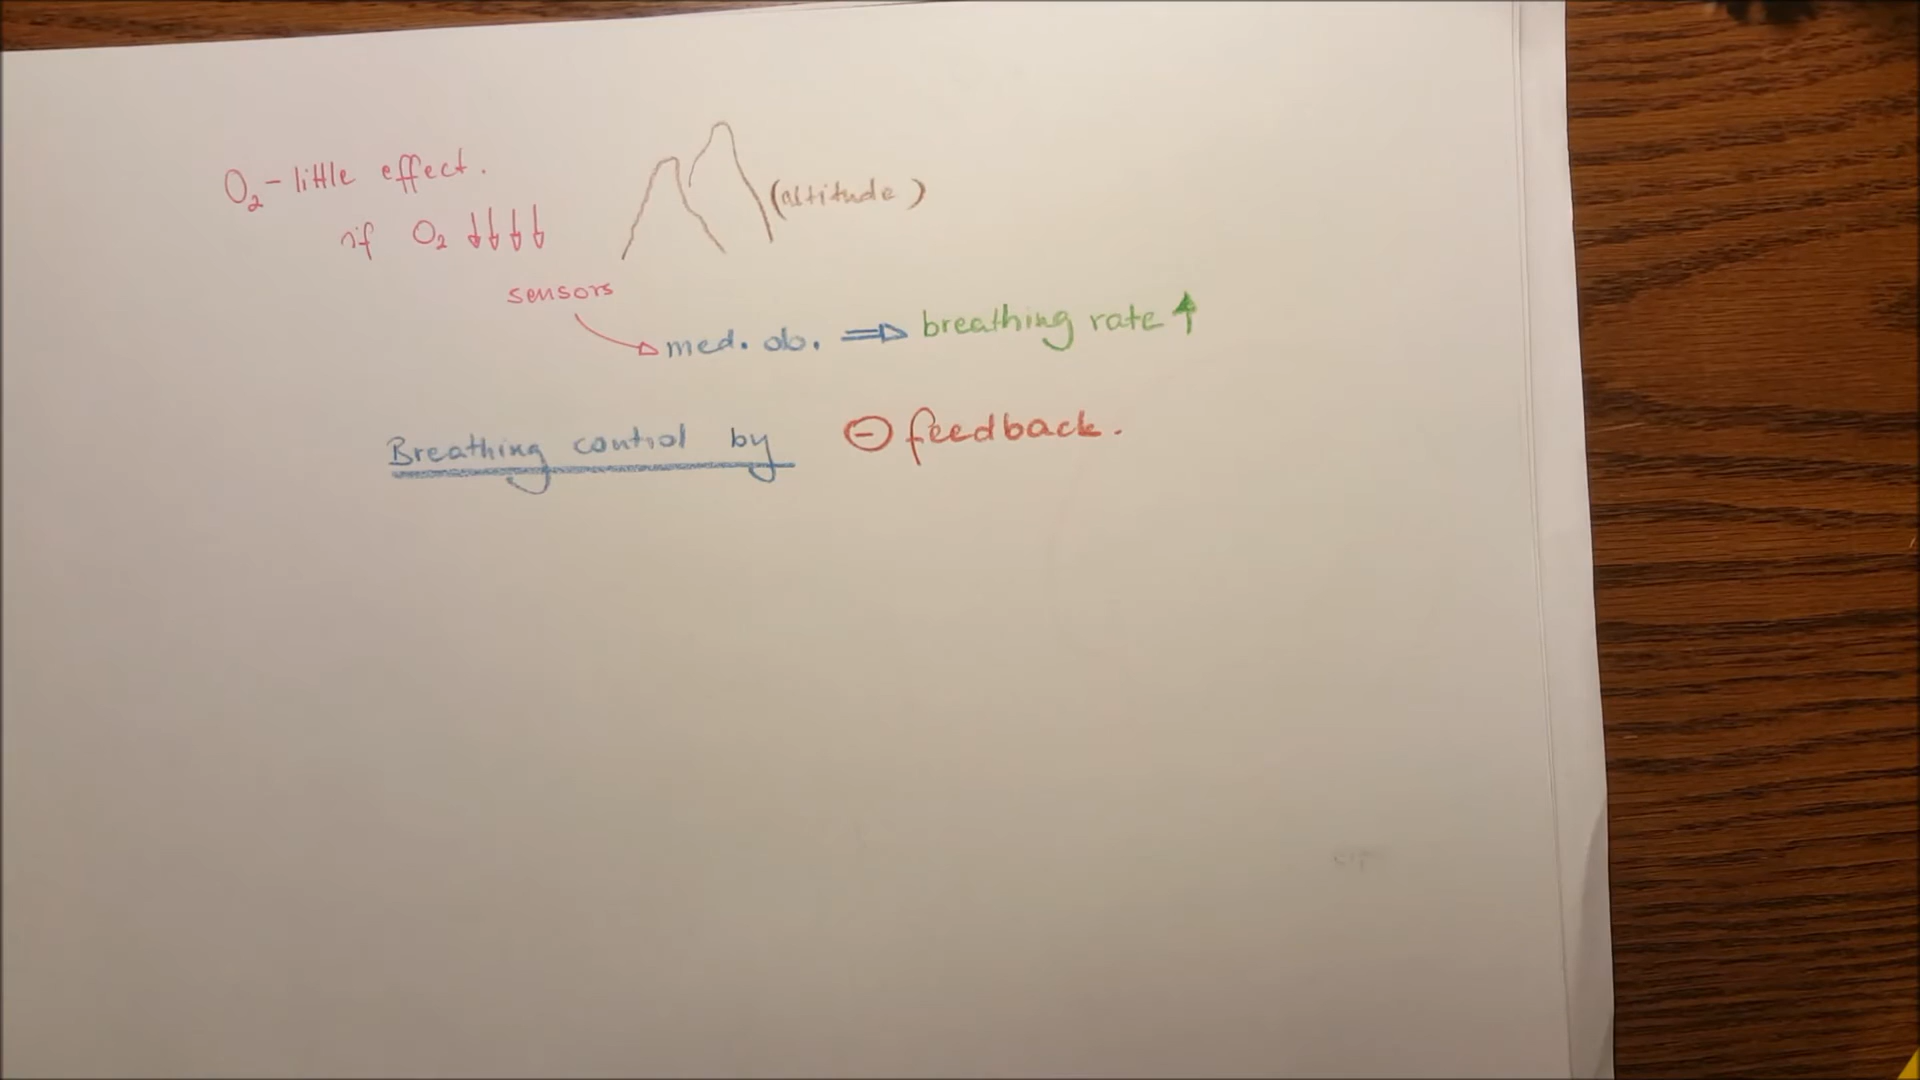 O₂ - little effect.
if O₂ ↓↓↓↓
(altitude)
sensors
med. ob. ⇒ breathing rate ↑
Breathing control by ⊖ feedback.